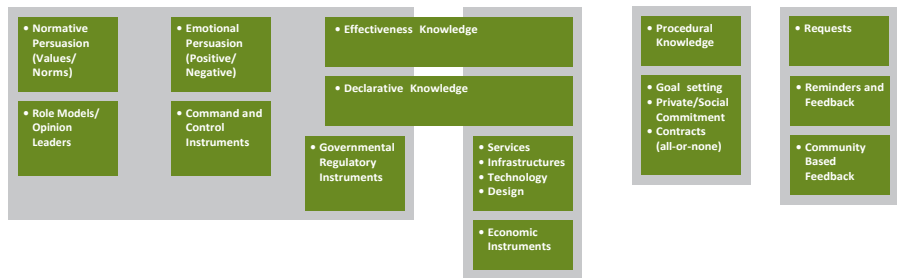 • Normative
Persuasion
(Values/
Norms)
• Emotional
Persuasion
(Positive/
Negative)
• Effectiveness Knowledge
• Declarative Knowledge
• Role Models/
Opinion
Leaders
• Command and
Control
Instruments
• Governmental
Regulatory
Instruments
• Services
• Infrastructures
• Technology
• Design
• Economic
Instruments
• Procedural
Knowledge
• Goal setting
• Private/Social
Commitment
• Contracts
(all-or-none)
• Requests
• Reminders and
Feedback
• Community
Based
Feedback